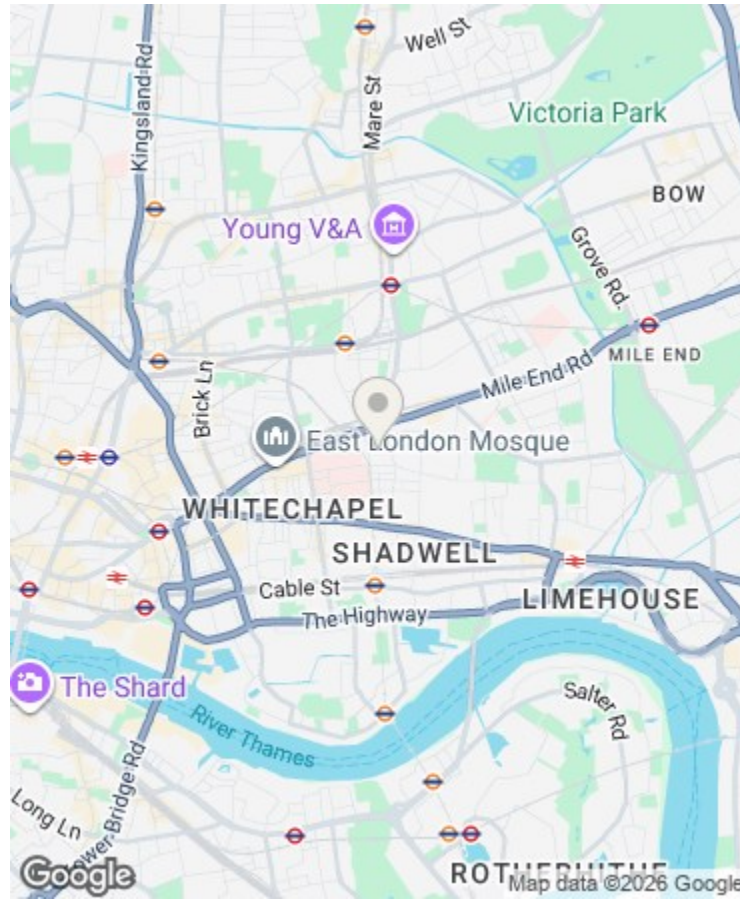 Well St
Kingsland Rd
Mare St
Victoria Park
BOW
Young V&A
Grove Rd.
MILE END
Mile End Rd
Brick Ln
East London Mosque
WHITECHAPEL
SHADWELL
Cable St
LIMEHOUSE
The Highway
The Shard
Salter Rd
River Thames
Tower Bridge Rd
Long Ln
ROTHERHITHE
Google
Map data ©2026 Google